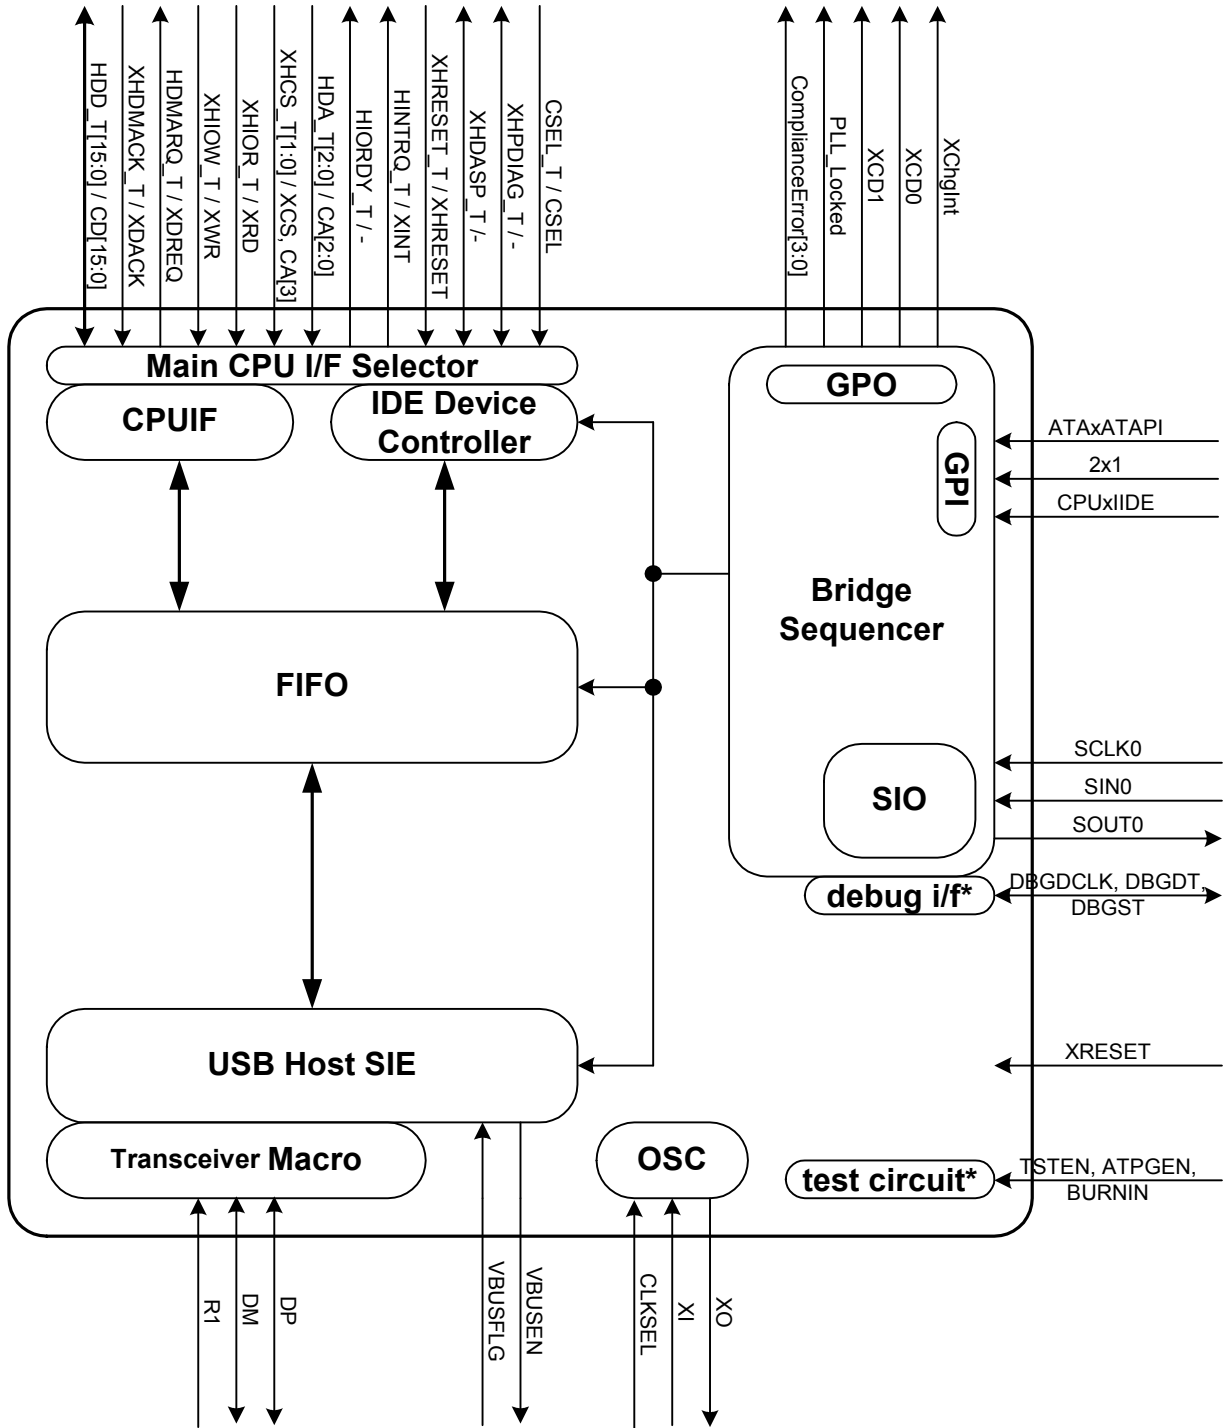 HDD_T[15:0] / CD[15:0]
XHDMACK_T / XDACK
HDMARQ_T / XDREQ
XHIOW_T / XWR
XHIOR_T / XRD
XHCS_T[1:0] / XCS, CA[3]
HDA_T[2:0] / CA[2:0]
HIORDY_T / -
HINTRQ_T / XINT
XHRESET_T / XHRESET
XHDASP_T /-
XHPDIAG_T / -
CSEL_T / CSEL
ComplianceError[3:0]
PLL_Locked
XCD1
XCD0
XChgInt
Main CPU I/F Selector
CPUIF
IDE Device
Controller
GPO
GPI
ATAxATAPI
2x1
CPUxIIDE
Bridge
Sequencer
FIFO
SIO
SCLK0
SIN0
SOUT0
debug i/f*
DBGDCLK, DBGDT,
DBGST
USB Host SIE
XRESET
Transceiver Macro
OSC
test circuit*
TSTEN, ATPGEN,
BURNIN
R1
DM
DP
VBUSFLG
VBUSEN
CLKSEL
XI
XO